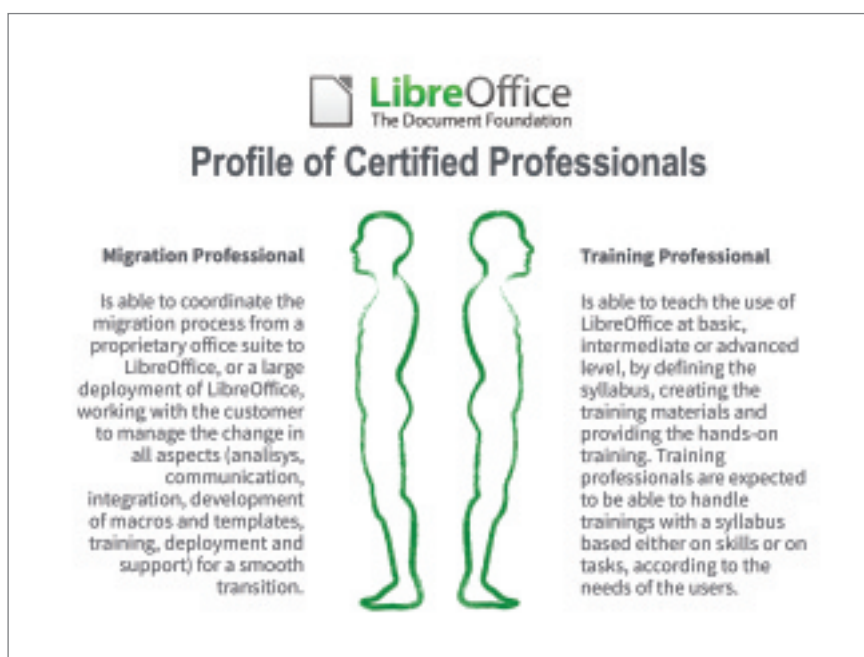 LibreOffice
The Document Foundation
Profile of Certified Professionals
Migration Professional
Is able to coordinate the
migration process from a
proprietary office suite to
LibreOffice, or a large
deployment of LibreOffice,
working with the customer
to manage the change in
all aspects (analisys,
communication,
integration, development
of macros and templates,
training, deployment and
support) for a smooth
transition.
Training Professional
Is able to teach the use of
LibreOffice at basic,
intermediate or advanced
level, by defining the
syllabus, creating the
training materials and
providing the hands-on
training. Training
professionals are expected
to be able to handle
trainings with a syllabus
based either on skills or on
tasks, according to the
needs of the users.